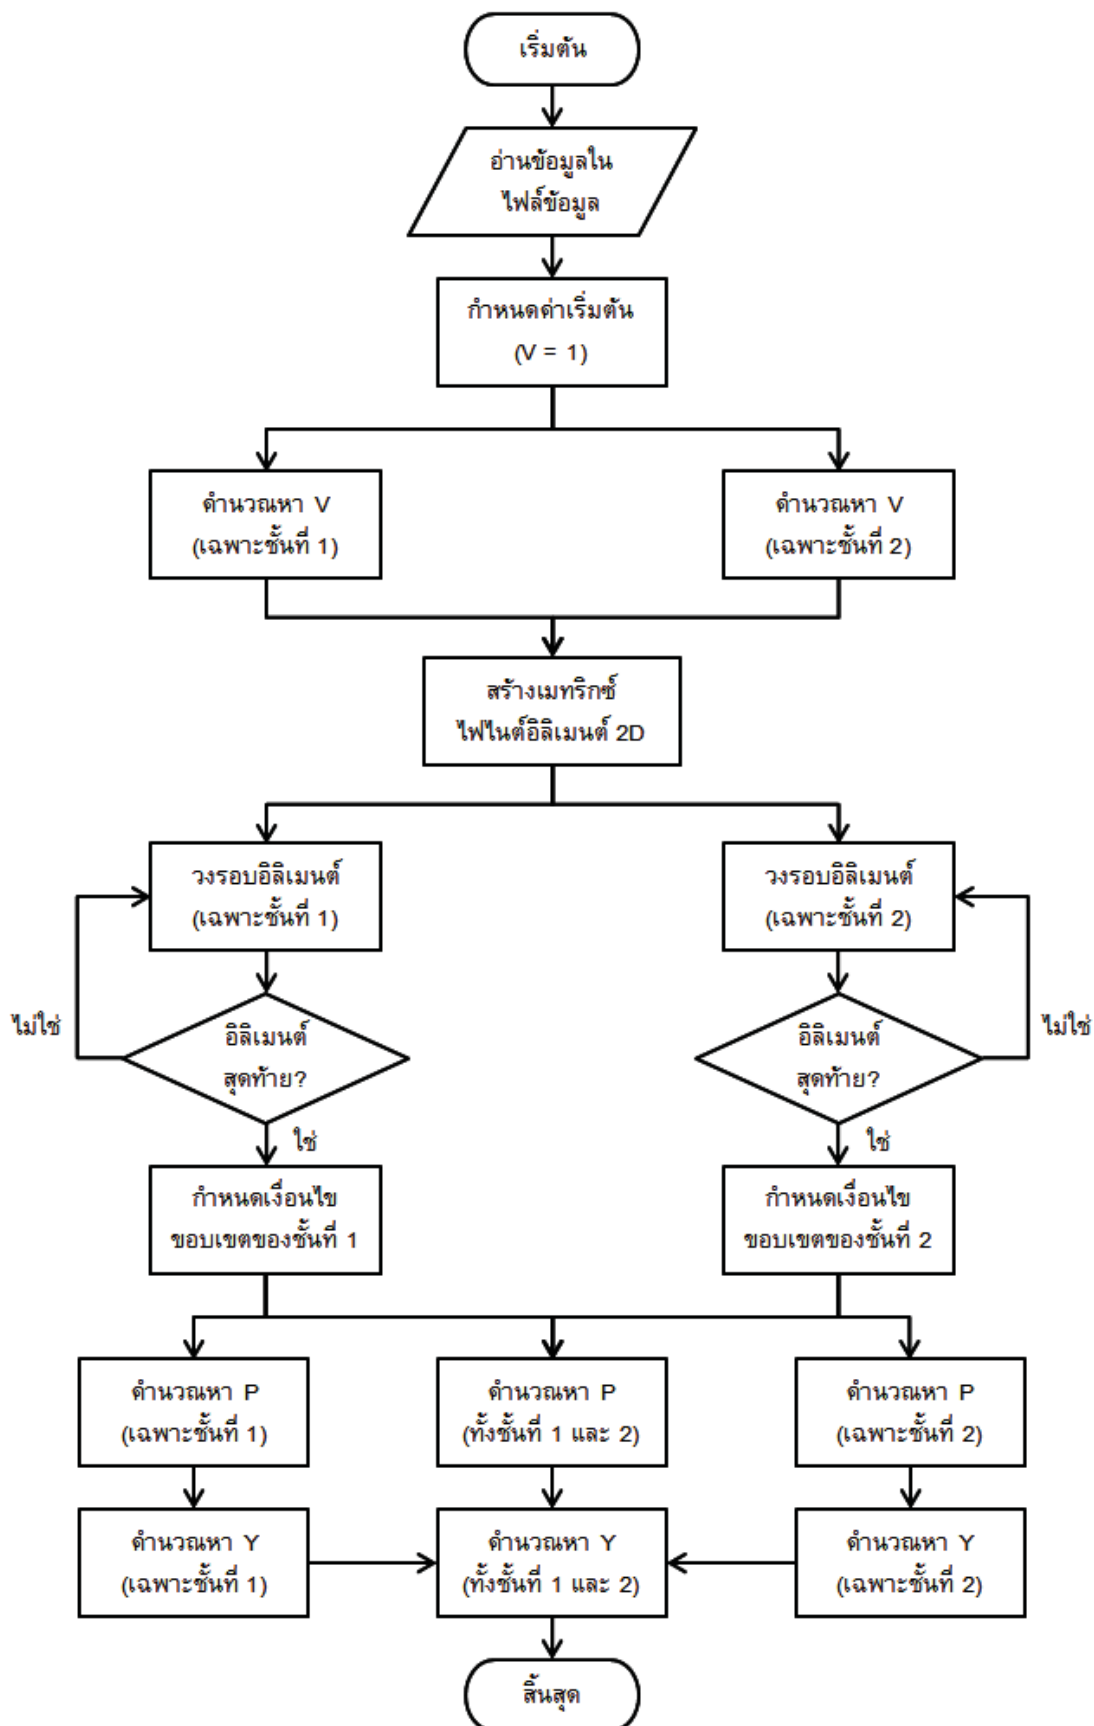 เริ่มต้น
อ่านข้อมูลใน
ไฟล์ข้อมูล
กำหนดค่าเริ่มต้น
(V = 1)
คำนวณหา V
(เฉพาะชั้นที่ 1)
คำนวณหา V
(เฉพาะชั้นที่ 2)
สร้างเมทริกซ์
ไฟไนต์อิลิเมนต์ 2D
วงรอบอิลิเมนต์
(เฉพาะชั้นที่ 1)
วงรอบอิลิเมนต์
(เฉพาะชั้นที่ 2)
ไม่ใช่
อิลิเมนต์
สุดท้าย?
อิลิเมนต์
สุดท้าย?
ไม่ใช่
ใช่
ใช่
กำหนดเงื่อนไข
ขอบเขตของชั้นที่ 1
กำหนดเงื่อนไข
ขอบเขตของชั้นที่ 2
คำนวณหา P
(เฉพาะชั้นที่ 1)
คำนวณหา P
(ทั้งชั้นที่ 1 และ 2)
คำนวณหา P
(เฉพาะชั้นที่ 2)
คำนวณหา Y
(เฉพาะชั้นที่ 1)
คำนวณหา Y
(ทั้งชั้นที่ 1 และ 2)
คำนวณหา Y
(เฉพาะชั้นที่ 2)
สิ้นสุด